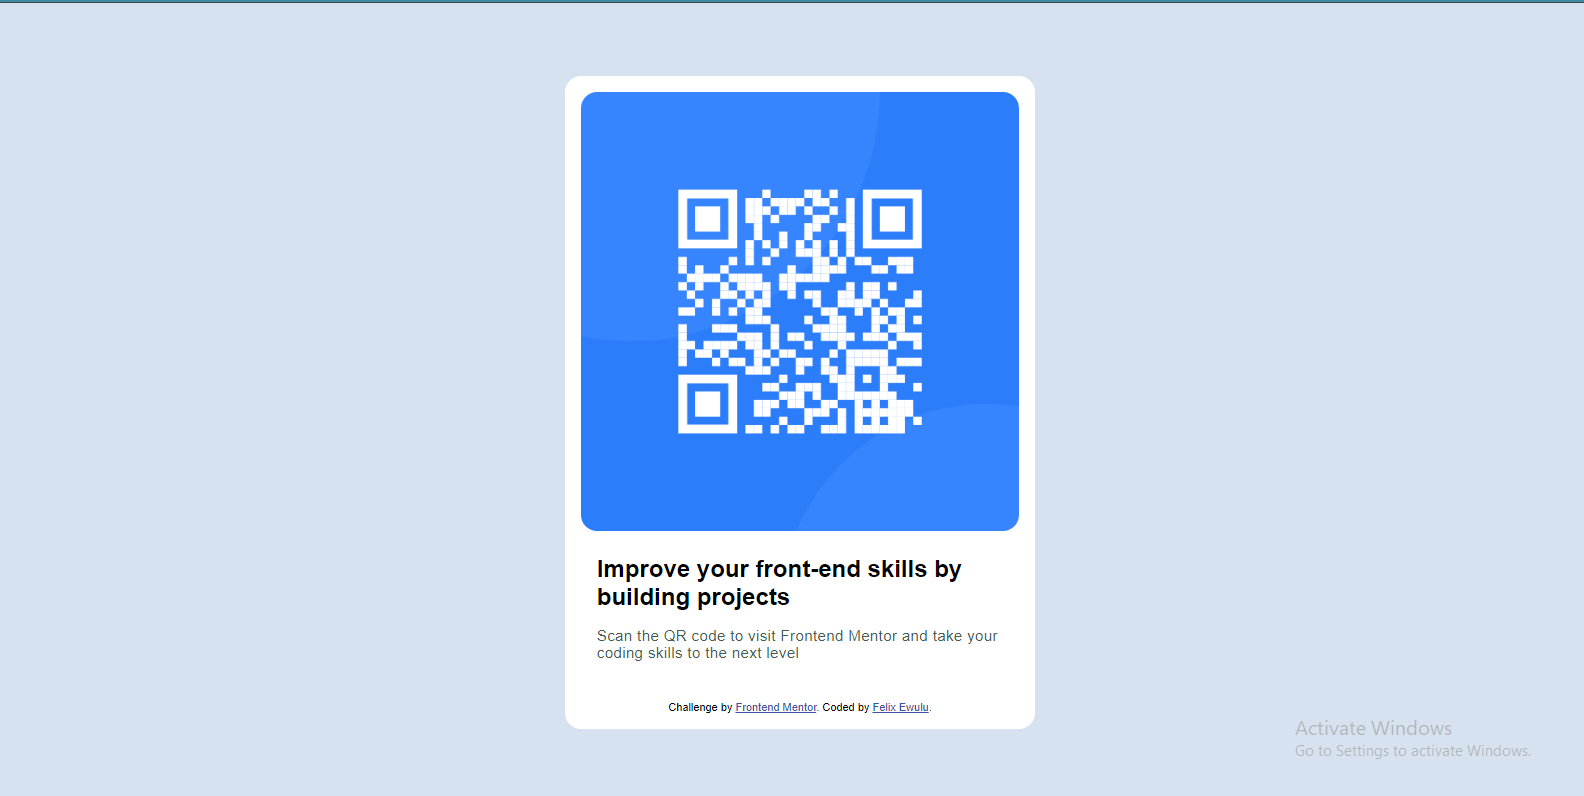 Improve your front-end skills by
building projects
Scan the QR code to visit Frontend Mentor and take your
coding skills to the next level
Challenge by Frontend Mentor. Coded by Felix Ewulu.
Activate Windows
Go to Settings to activate Windows.